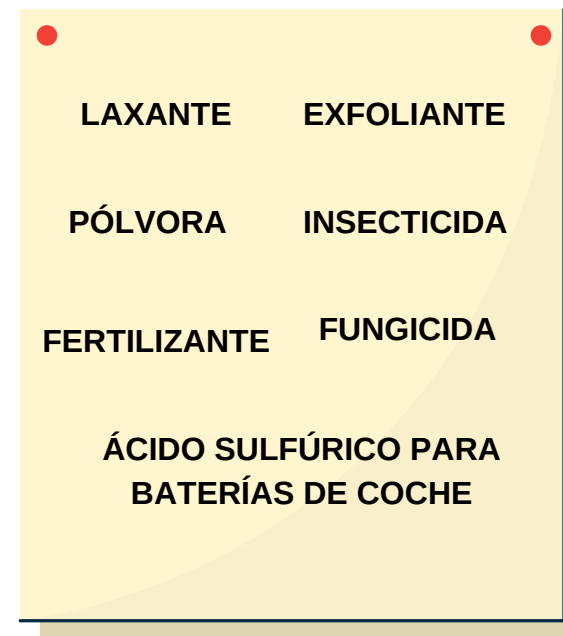 LAXANTE
EXFOLIANTE
PÓLVORA
INSECTICIDA
FERTILIZANTE
FUNGICIDA
ÁCIDO SULFÚRICO PARA
BATERÍAS DE COCHE